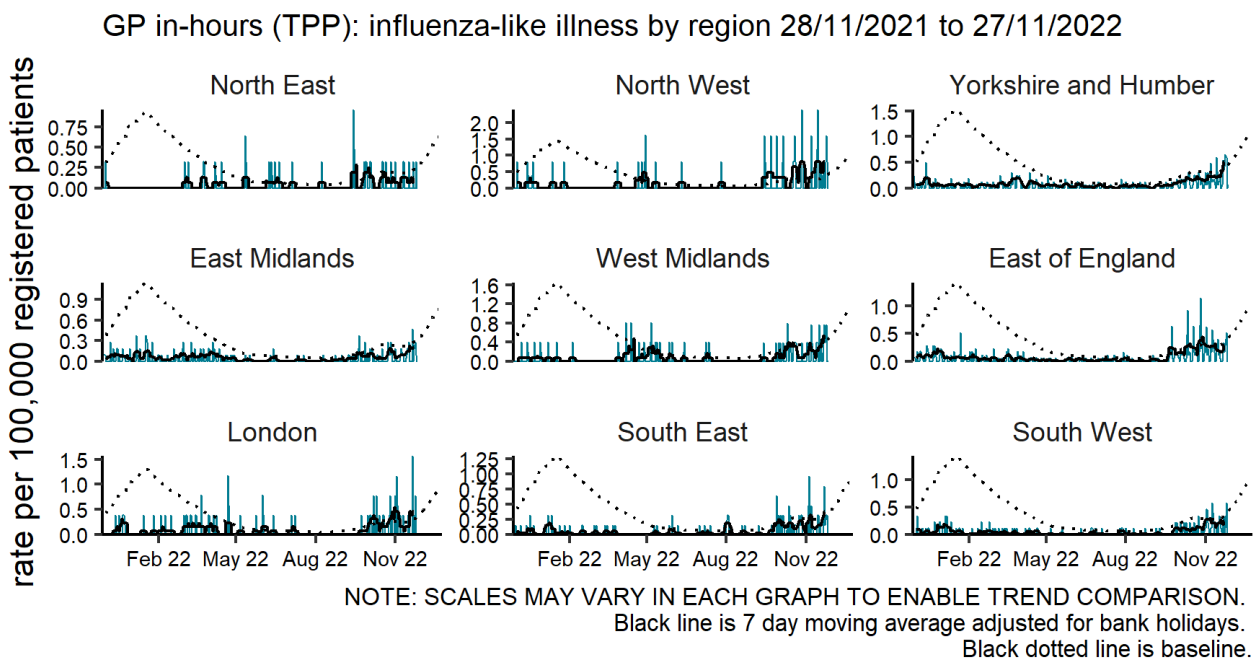 GP in-hours (TPP): influenza-like illness by region 28/11/2021 to 27/11/2022
rate per 100,000 registered patients
North East
0.75
0.50
0.25
0.00
North West
2.0
1.5
1.0
0.5
0.0
Yorkshire and Humber
1.5
1.0
0.5
0.0
East Midlands
0.9
0.6
0.3
0.0
West Midlands
1.6
1.2
0.8
0.4
0.0
East of England
1.0
0.5
0.0
London
1.5
1.0
0.5
0.0
South East
1.25
1.00
0.75
0.50
0.25
0.00
South West
1.0
0.5
0.0
Feb 22 May 22 Aug 22 Nov 22
Feb 22 May 22 Aug 22 Nov 22
Feb 22 May 22 Aug 22 Nov 22
NOTE: SCALES MAY VARY IN EACH GRAPH TO ENABLE TREND COMPARISON.
Black line is 7 day moving average adjusted for bank holidays.
Black dotted line is baseline.